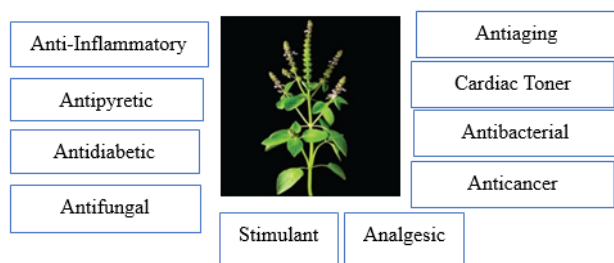 Anti-Inflammatory
Antipyretic
Antidiabetic
Antifungal
Antiaging
Cardiac Toner
Antibacterial
Anticancer
Stimulant
Analgesic